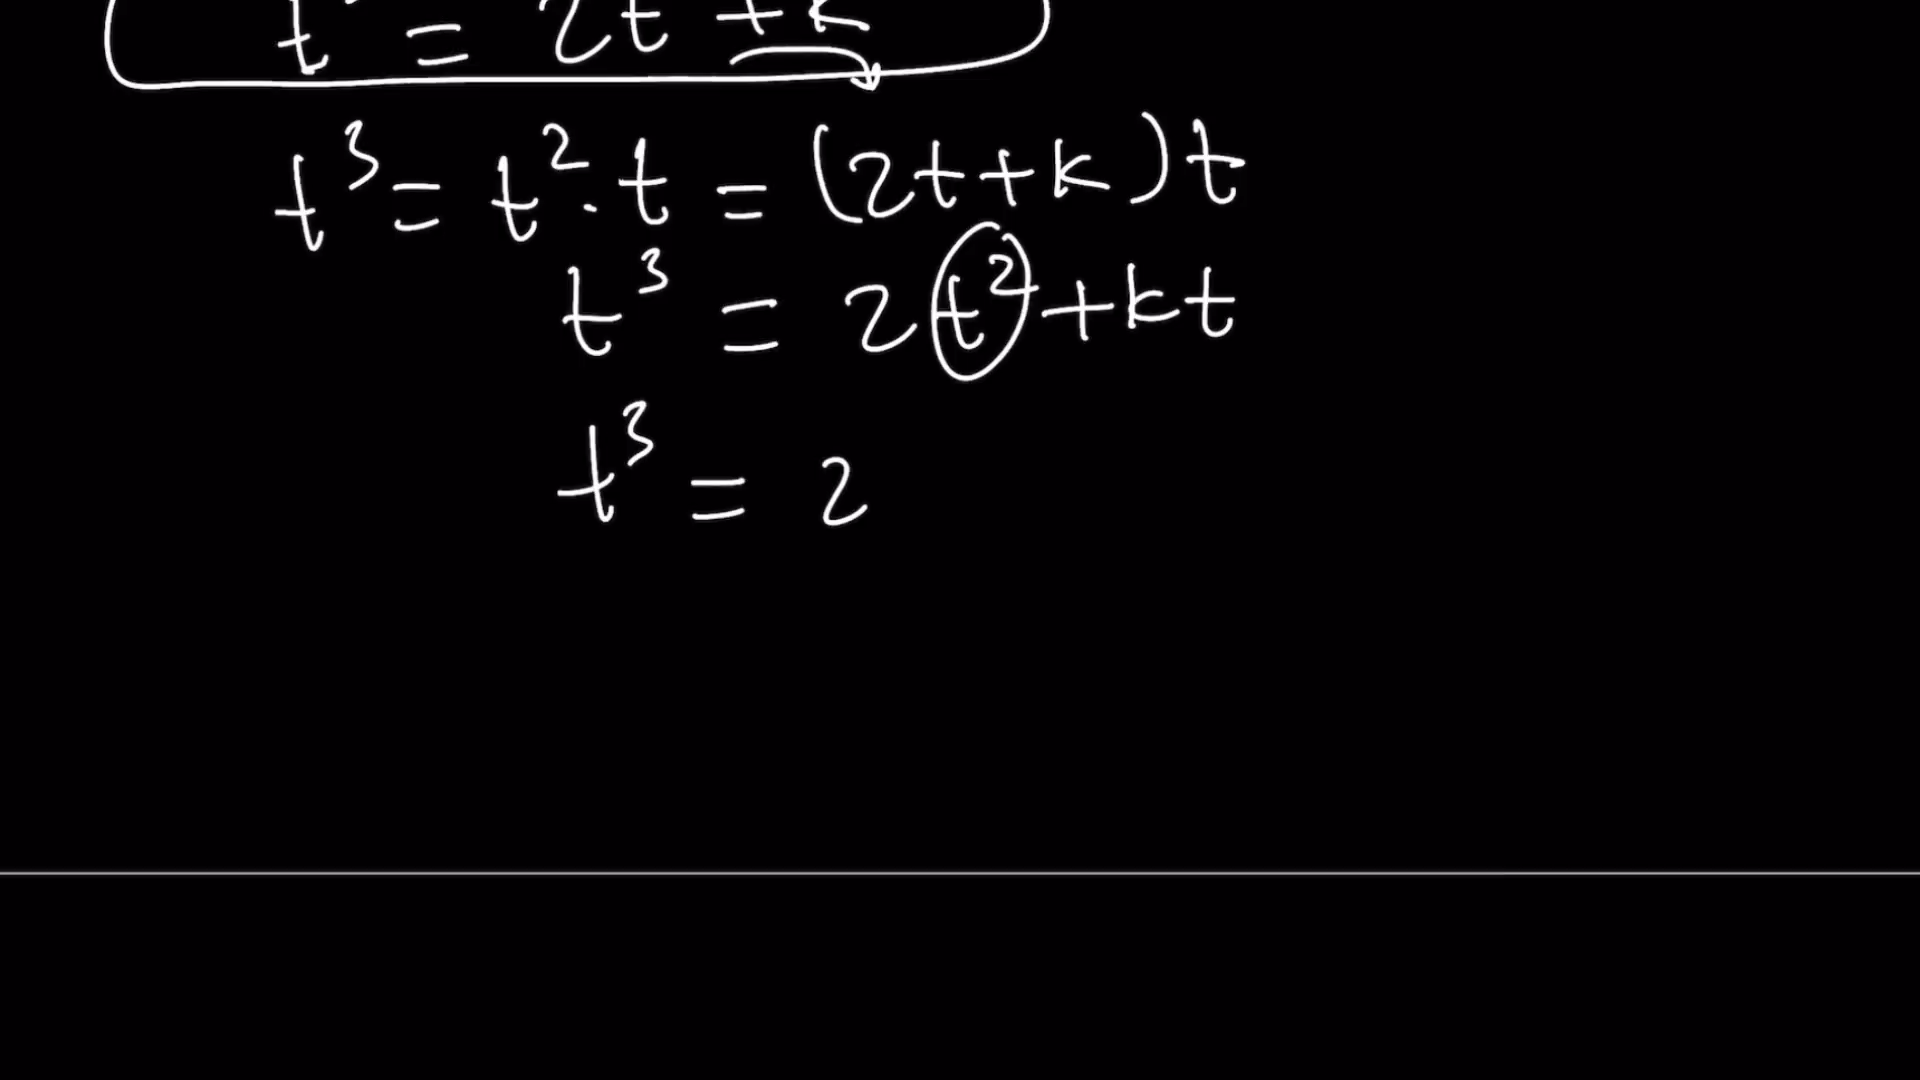 t² = 2t + k
t³ = t² · t = (2t + k)t
t³ = 2t² + kt
t³ = 2